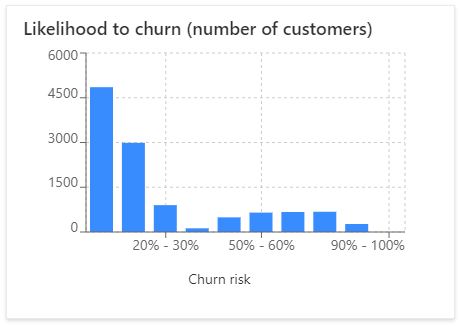 Likelihood to churn (number of customers)
6000
4500
3000
1500
0
20% - 30% 50% - 60% 90% - 100%
Churn risk